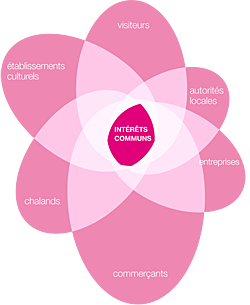 visiteurs
établissements
culturels
autorités
locales
INTÉRÊTS
COMMUNS
entreprises
chalands
commerçants